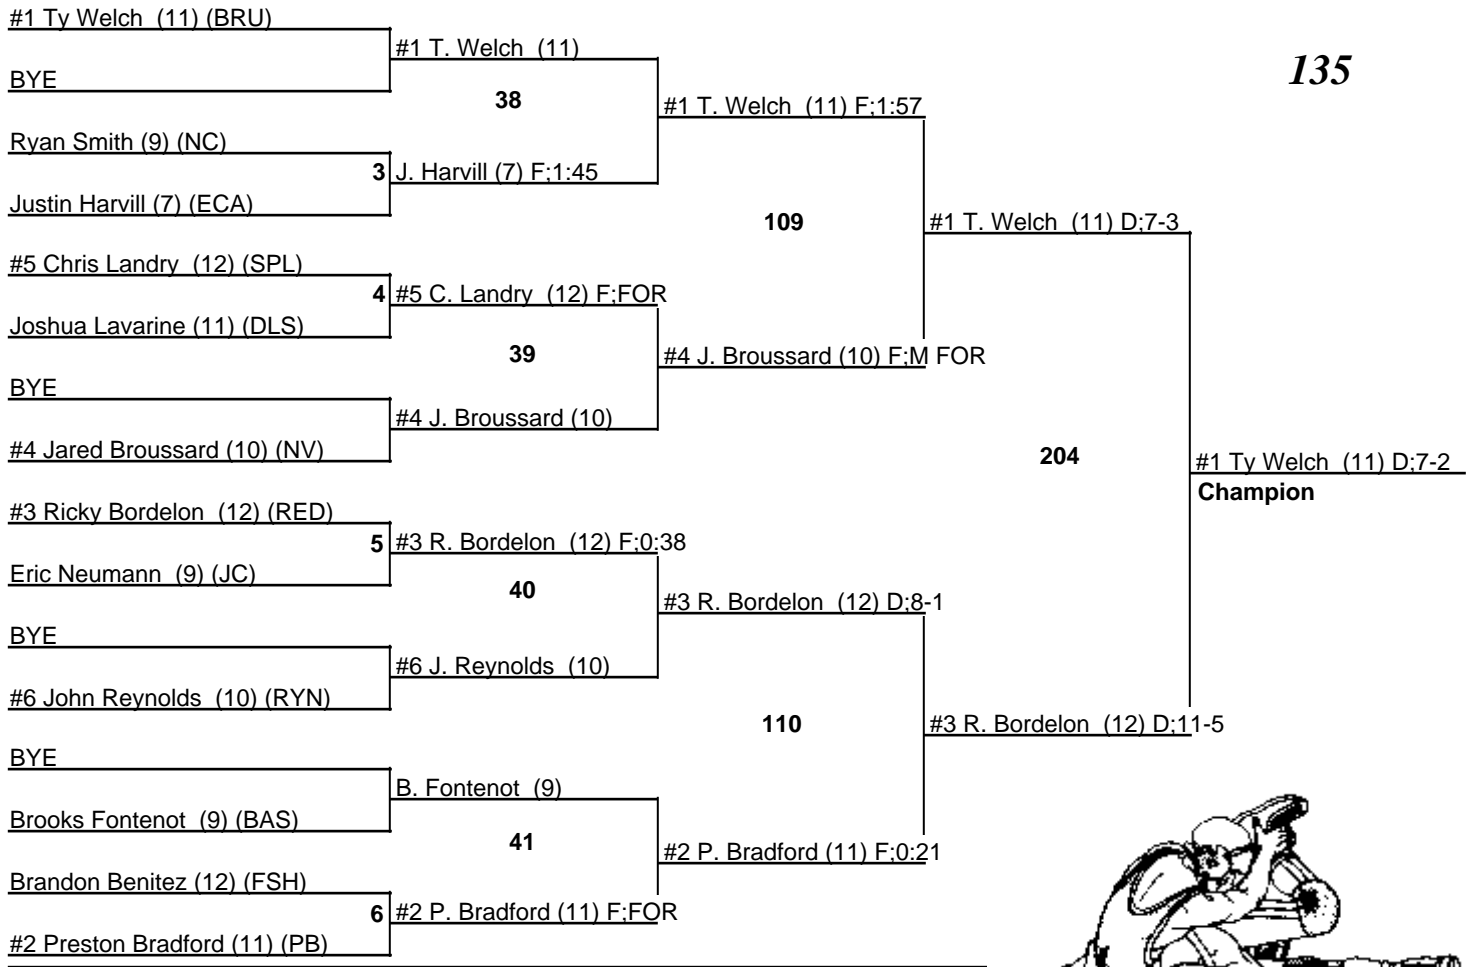 #1 Ty Welch (11) (BRU)
#1 T. Welch (11)
BYE
135
38
#1 T. Welch (11) F;1:57
Ryan Smith (9) (NC)
3 J. Harvill (7) F;1:45
Justin Harvill (7) (ECA)
109
#1 T. Welch (11) D;7-3
#5 Chris Landry (12) (SPL)
4 #5 C. Landry (12) F;FOR
Joshua Lavarine (11) (DLS)
39
#4 J. Broussard (10) F;M FOR
BYE
#4 J. Broussard (10)
#4 Jared Broussard (10) (NV)
204
#1 Ty Welch (11) D;7-2
Champion
#3 Ricky Bordelon (12) (RED)
5 #3 R. Bordelon (12) F;0:38
Eric Neumann (9) (JC)
40
#3 R. Bordelon (12) D;8-1
BYE
#6 J. Reynolds (10)
#6 John Reynolds (10) (RYN)
110
#3 R. Bordelon (12) D;11-5
BYE
B. Fontenot (9)
Brooks Fontenot (9) (BAS)
41
#2 P. Bradford (11) F;0:21
Brandon Benitez (12) (FSH)
6 #2 P. Bradford (11) F;FOR
#2 Preston Bradford (11) (PB)